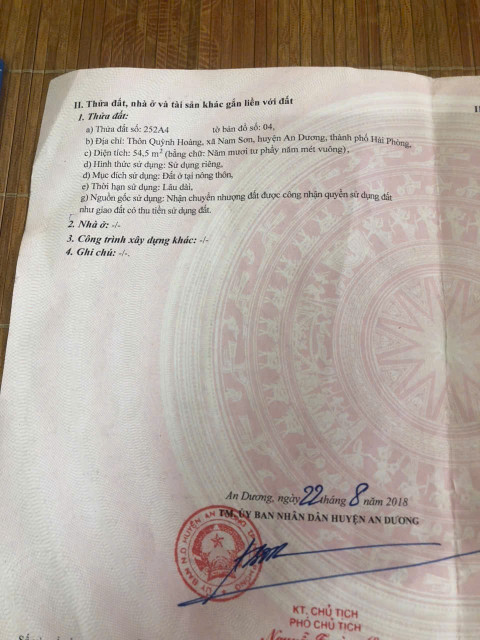 II. Thửa đất, nhà ở và tài sản khác gắn liền với đất
1. Thửa đất:
a) Thửa đất số: 252A4 tờ bản đồ số: 04,
b) Địa chỉ: Thôn Quỳnh Hoàng, xã Nam Sơn, huyện An Dương, thành phố Hải Phòng,
c) Diện tích: 54,5 m² (bằng chữ: Năm mươi tư phẩy năm mét vuông),
d) Hình thức sử dụng: Sử dụng riêng,
đ) Mục đích sử dụng: Đất ở tại nông thôn,
e) Thời hạn sử dụng: Lâu dài,
g) Nguồn gốc sử dụng: Nhận chuyển nhượng đất được công nhận quyền sử dụng đất
như giao đất có thu tiền sử dụng đất.
2. Nhà ở: -/-
3. Công trình xây dựng khác: -/-
4. Ghi chú: -/-.
An Dương, ngày 22 tháng 8 năm 2018
TM. ỦY BAN NHÂN DÂN HUYỆN AN DƯƠNG
KT. CHỦ TỊCH
PHÓ CHỦ TỊCH